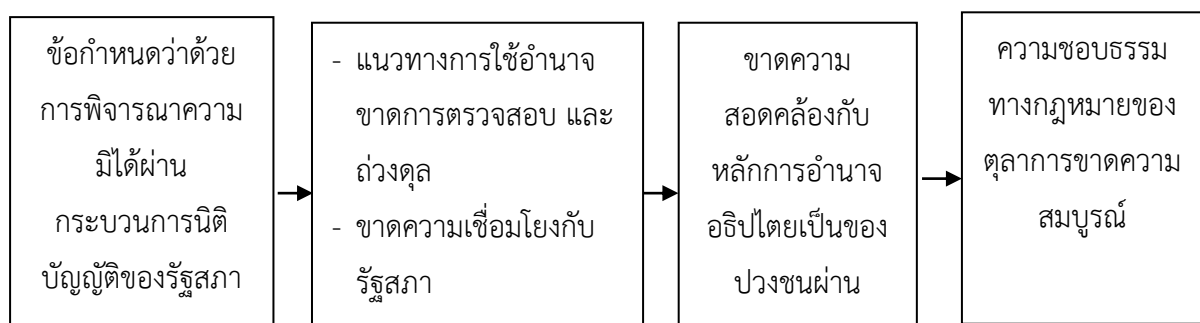 ข้อกำหนดว่าด้วย
การพิจารณาความ
มิได้ผ่าน
กระบวนการนิติ
บัญญัติของรัฐสภา
- แนวทางการใช้อำนาจ
ขาดการตรวจสอบ และ
ถ่วงดุล
- ขาดความเชื่อมโยงกับ
รัฐสภา
ขาดความ
สอดคล้องกับ
หลักการอำนาจ
อธิปไตยเป็นของ
ปวงชนผ่าน
ความชอบธรรม
ทางกฎหมายของ
ตุลาการขาดความ
สมบูรณ์